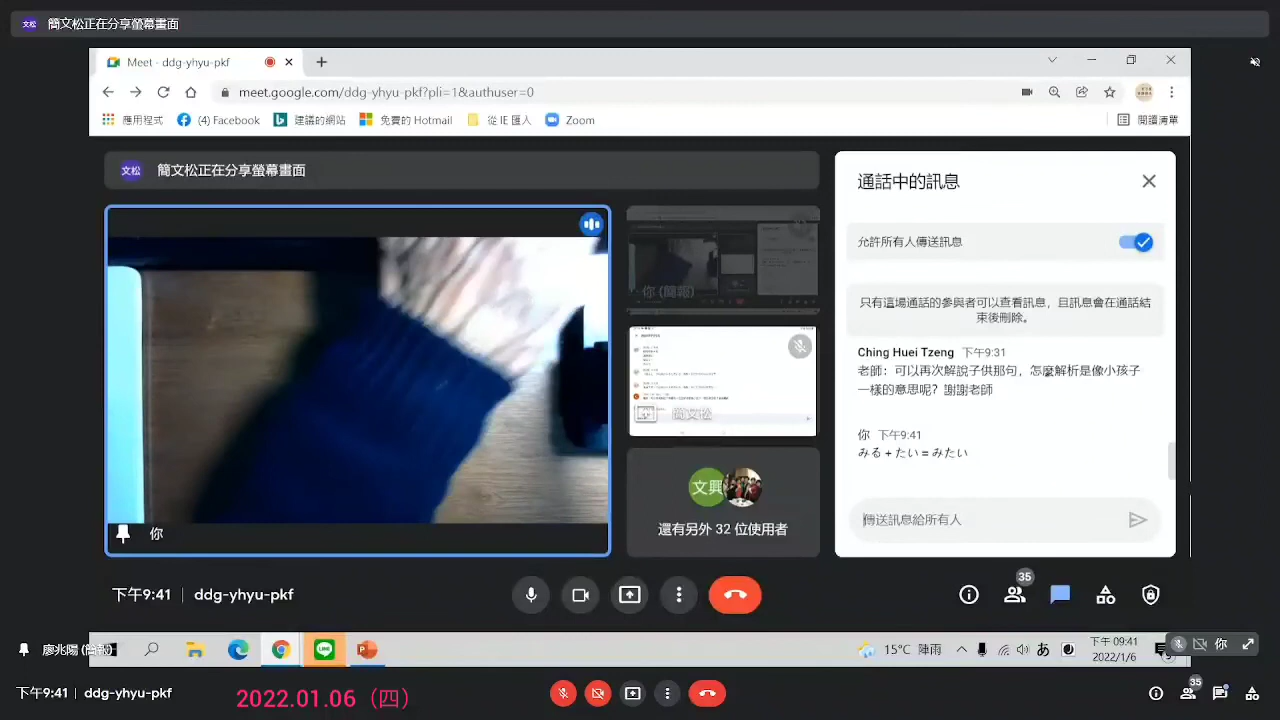 文松 簡文松正在分享螢幕畫面
Meet - ddg-yhyu-pkf
meet.google.com/ddg-yhyu-pkf?pli=1&authuser=0
應用程式 (4) Facebook 建議的網站 免費的 Hotmail 從 IE 匯入 Zoom 閱讀清單
文松 簡文松正在分享螢幕畫面
通話中的訊息
允許所有人傳送訊息
只有這場通話的參與者可以查看訊息，且訊息會在通話結
束後刪除。
Ching Huei Tzeng 下午9:31
老師：可以再次解說子供那句，怎麼解析是像小孩子
一樣的意思呢？謝謝老師
你 下午9:41
みる + たい = みたい
傳送訊息給所有人
你 (簡報)
簡文松
文興
還有另外 32 位使用者
你
下午9:41 ddg-yhyu-pkf
35
廖兆陽 (簡報)
15°C 陣雨
あ
下午 09:41
2022/1/6
你
下午9:41 ddg-yhyu-pkf
2022.01.06（四）
35